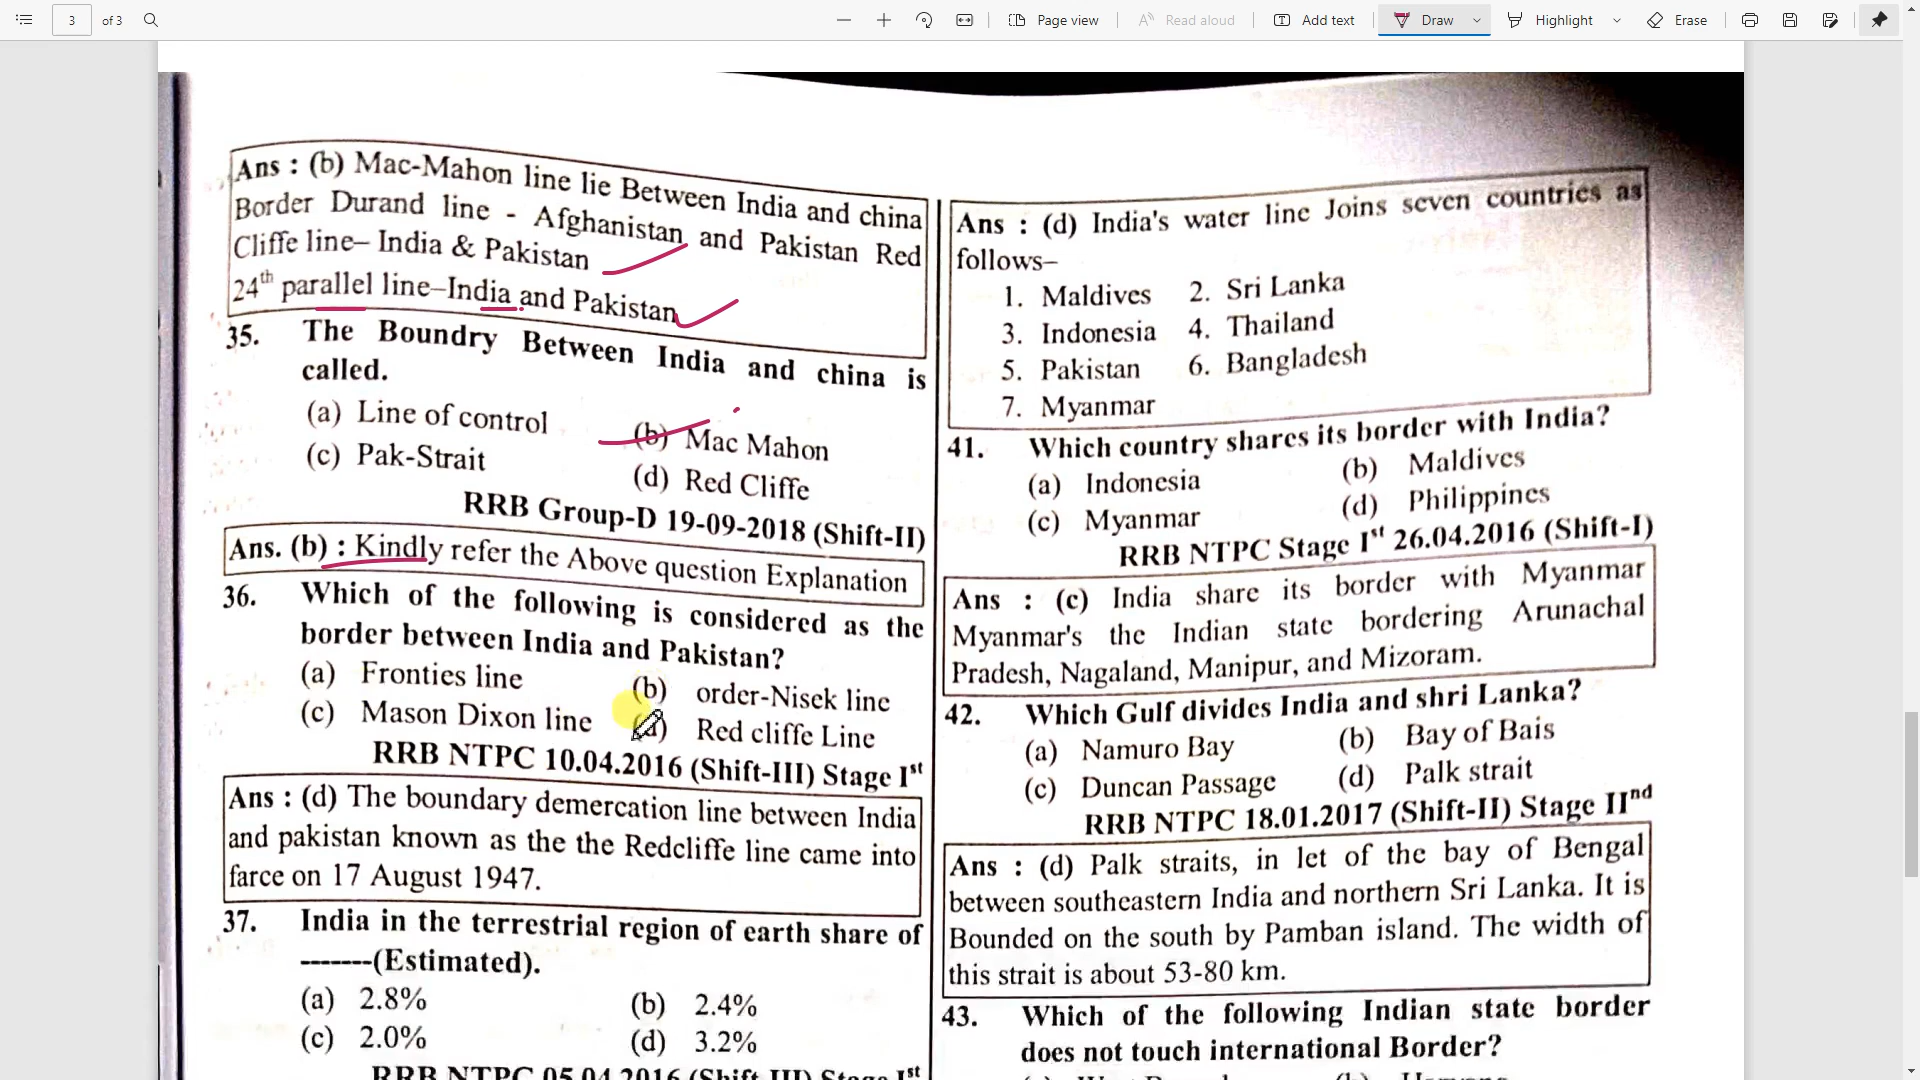 3
of 3
Page view
Read aloud
Add text
Draw
Highlight
Erase
Ans : (b) Mac-Mahon line lie Between India and china
Border Durand line - Afghanistan and Pakistan Red
Cliffe line– India & Pakistan
24th parallel line–India and Pakistan
35. The Boundry Between India and china is
called.
(a) Line of control
(b) Mac Mahon
(c) Pak-Strait
(d) Red Cliffe
RRB Group-D 19-09-2018 (Shift-II)
Ans. (b) : Kindly refer the Above question Explanation
36. Which of the following is considered as the
border between India and Pakistan?
(a) Fronties line
(b) order-Nisek line
(c) Mason Dixon line
(d) Red cliffe Line
RRB NTPC 10.04.2016 (Shift-III) Stage Ist
Ans : (d) The boundary demercation line between India
and pakistan known as the the Redcliffe line came into
farce on 17 August 1947.
37. India in the terrestrial region of earth share of
-------(Estimated).
(a) 2.8%
(b) 2.4%
(c) 2.0%
(d) 3.2%
RRB NTPC 05.04.2016 (Shift-III) Stage Ist
Ans : (d) India's water line Joins seven countries as
follows–
1. Maldives 2. Sri Lanka
3. Indonesia 4. Thailand
5. Pakistan 6. Bangladesh
7. Myanmar
41. Which country shares its border with India?
(a) Indonesia
(b) Maldives
(c) Myanmar
(d) Philippines
RRB NTPC Stage Ist 26.04.2016 (Shift-I)
Ans : (c) India share its border with Myanmar
Myanmar's the Indian state bordering Arunachal
Pradesh, Nagaland, Manipur, and Mizoram.
42. Which Gulf divides India and shri Lanka?
(a) Namuro Bay
(b) Bay of Bais
(c) Duncan Passage
(d) Palk strait
RRB NTPC 18.01.2017 (Shift-II) Stage IInd
Ans : (d) Palk straits, in let of the bay of Bengal
between southeastern India and northern Sri Lanka. It is
Bounded on the south by Pamban island. The width of
this strait is about 53-80 km.
43. Which of the following Indian state border
does not touch international Border?